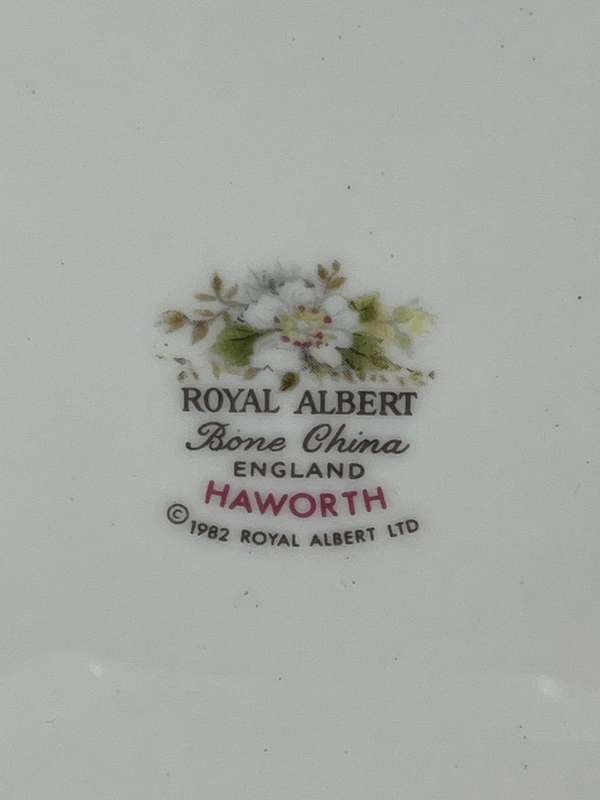 ROYAL ALBERT
Bone China
ENGLAND
HAWORTH
© 1982 ROYAL ALBERT LTD